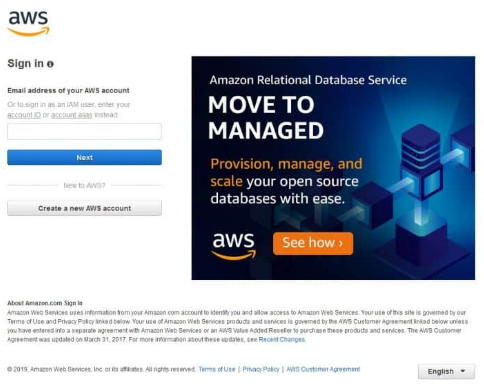 aws
Sign in
Email address of your AWS account
Or to sign in as an IAM user, enter your
account ID or account alias instead
Next
New to AWS?
Create a new AWS account
Amazon Relational Database Service
MOVE TO
MANAGED
Provision, manage, and
scale your open source
databases with ease.
aws
See how ›
About Amazon.com Sign In
Amazon Web Services uses information from your Amazon.com account to identify you and allow access to Amazon Web Services. Your use of this site is governed by our
Terms of Use and Privacy Policy linked below. Your use of Amazon Web Services products and services is governed by the AWS Customer Agreement linked below unless
you have entered into a separate agreement with Amazon Web Services or an AWS Value Added Reseller to purchase these products and services. The AWS Customer
Agreement was updated on March 31, 2017. For more information about these updates, see Recent Changes.
© 2019, Amazon Web Services, Inc. or its affiliates. All rights reserved. Terms of Use | Privacy Policy | AWS Customer Agreement
English